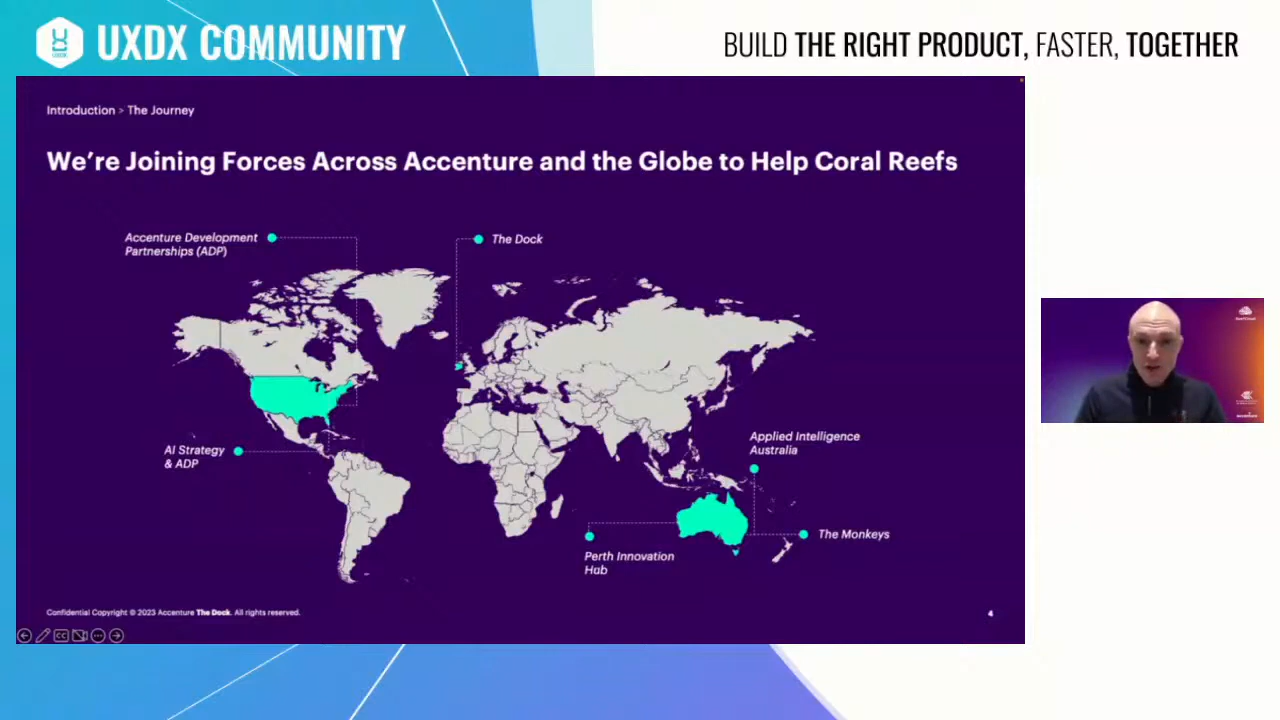 UXDX COMMUNITY
BUILD THE RIGHT PRODUCT, FASTER, TOGETHER
Introduction > The Journey
We’re Joining Forces Across Accenture and the Globe to Help Coral Reefs
Accenture Development
Partnerships (ADP)
The Dock
AI Strategy
& ADP
Applied Intelligence
Australia
The Monkeys
Perth Innovation
Hub
Confidential Copyright © 2023 Accenture The Dock. All rights reserved.
4